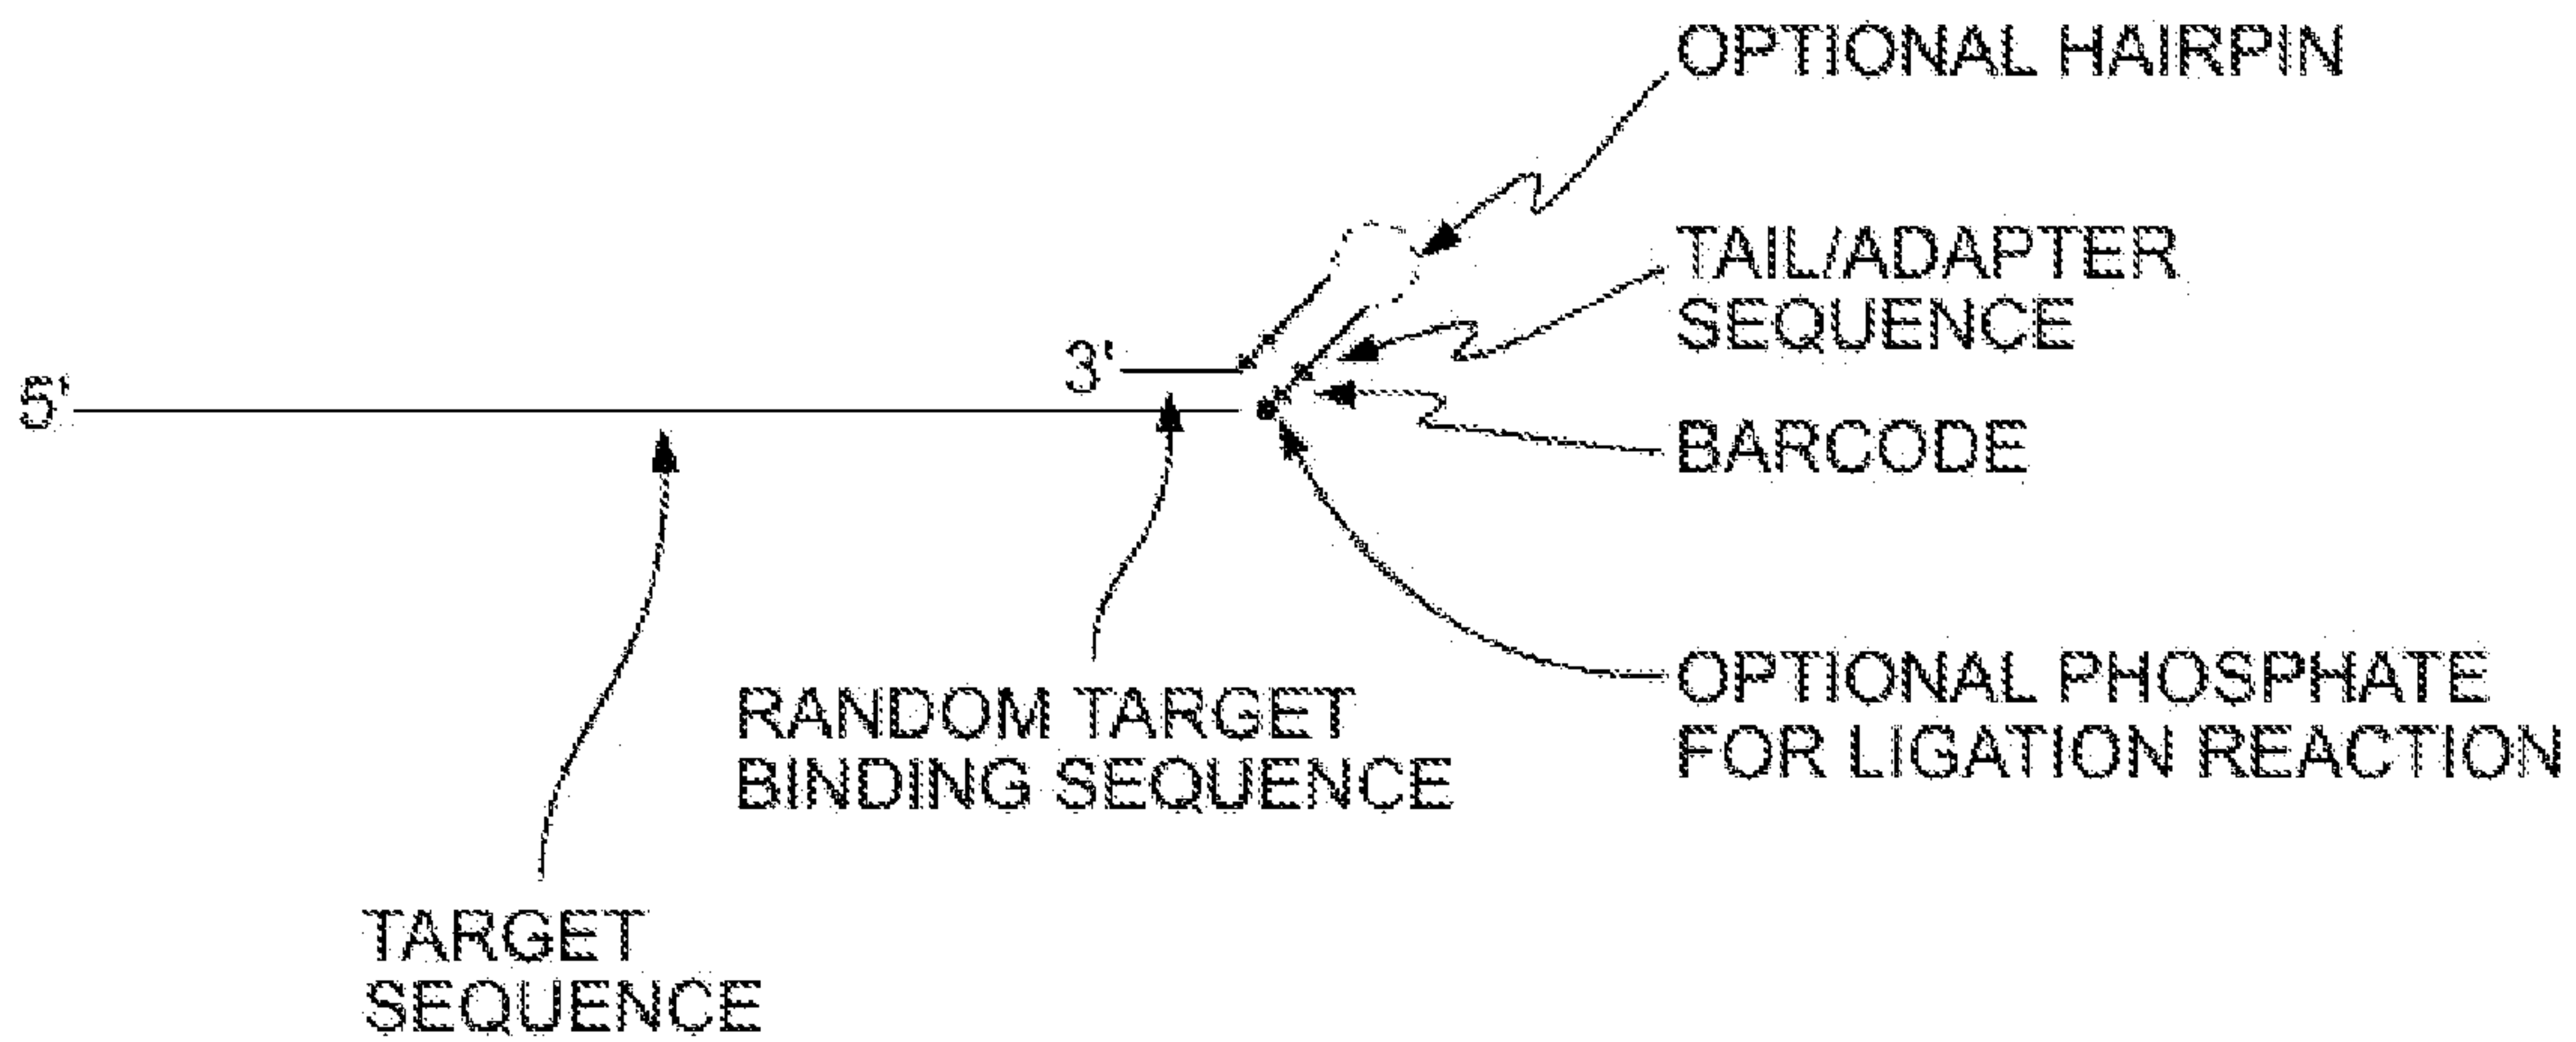 OPTIONAL HAIRPIN
TAIL/ADAPTER
SEQUENCE
3'
5'
BARCODE
OPTIONAL PHOSPHATE
FOR LIGATION REACTION
RANDOM TARGET
BINDING SEQUENCE
TARGET
SEQUENCE